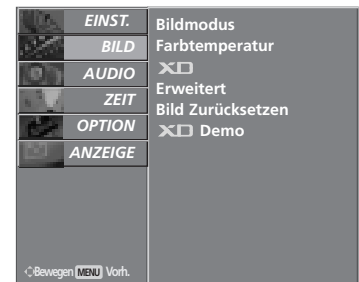 EINST.
BILD
AUDIO
ZEIT
OPTION
ANZEIGE
Bewegen MENU Vorh.
Bildmodus
Farbtemperatur
XD
Erweitert
Bild Zurücksetzen
XD Demo